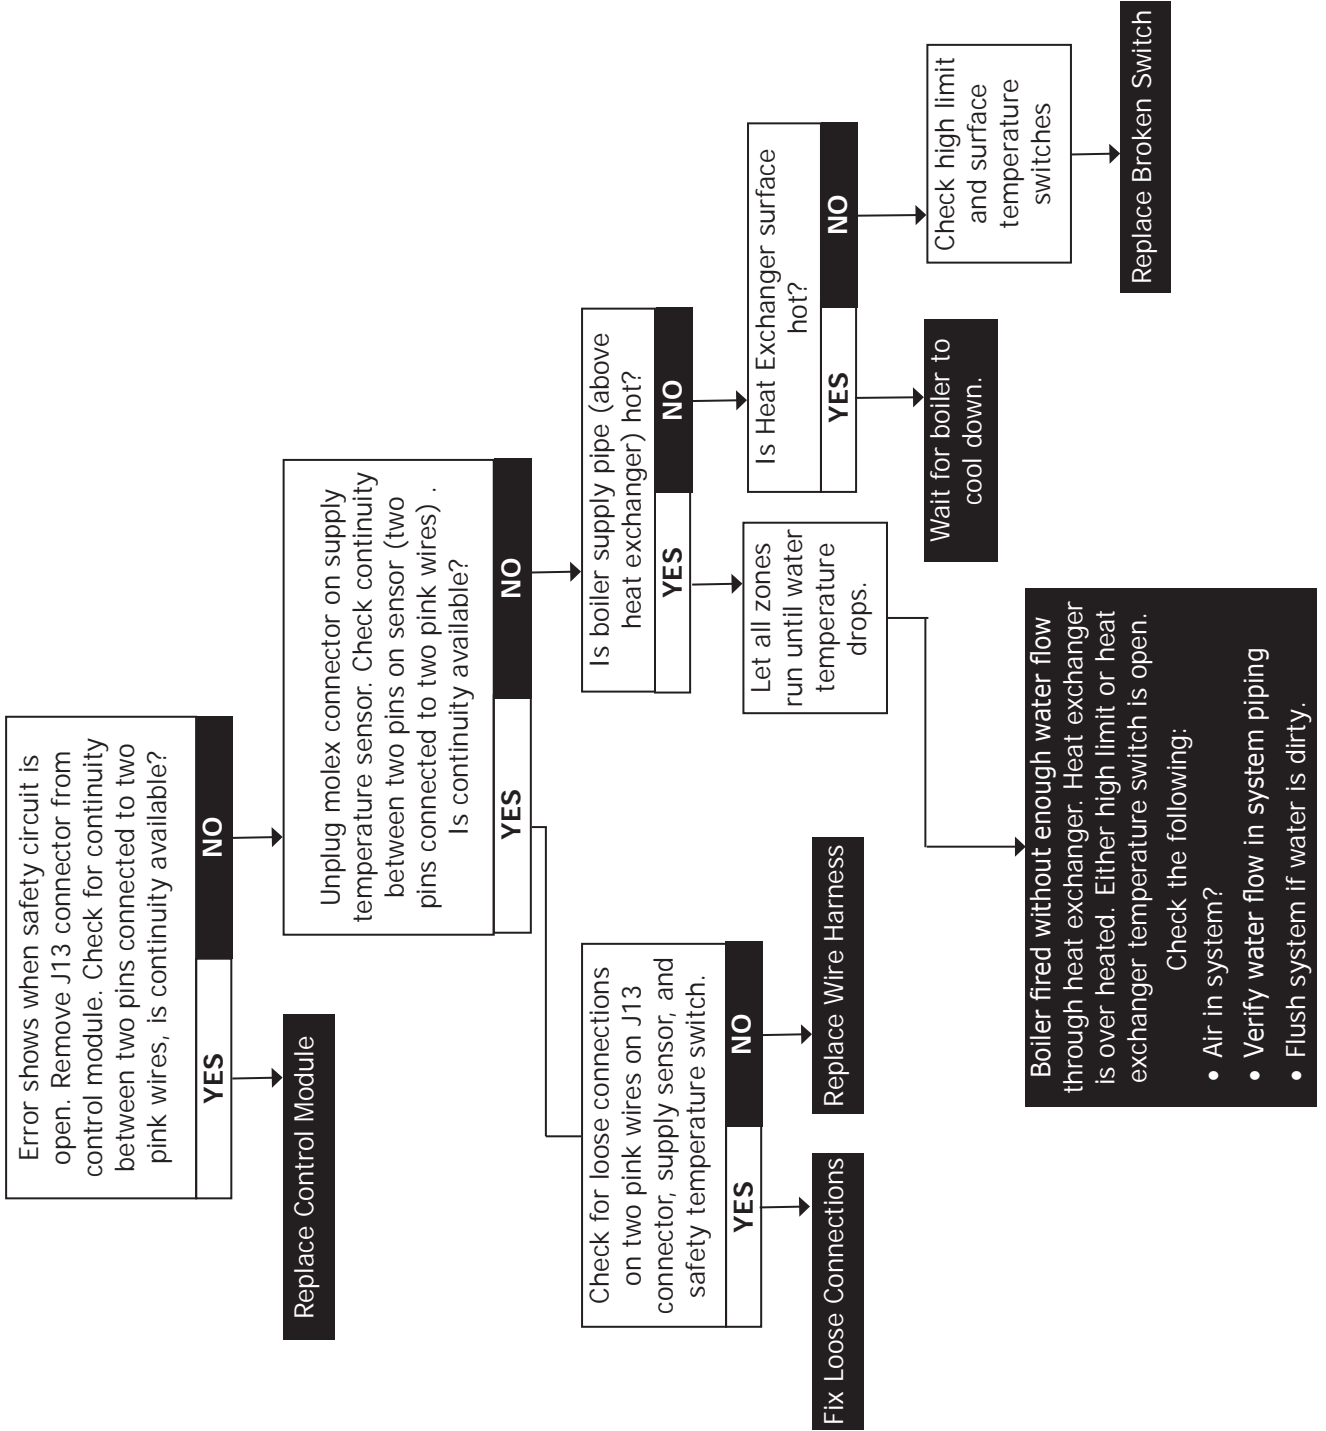 Error shows when safety circuit is
open. Remove J13 connector from
control module. Check for continuity
between two pins connected to two
pink wires, is continuity available?
YES
NO
Replace Control Module
Unplug molex connector on supply
temperature sensor. Check continuity
between two pins on sensor (two
pins connected to two pink wires) .
Is continuity available?
YES
NO
Check for loose connections
on two pink wires on J13
connector, supply sensor, and
safety temperature switch.
YES
NO
Fix Loose Connections
Replace Wire Harness
Is boiler supply pipe (above
heat exchanger) hot?
YES
NO
Let all zones
run until water
temperature
drops.
Boiler fired without enough water flow
through heat exchanger. Heat exchanger
is over heated. Either high limit or heat
exchanger temperature switch is open.
Check the following:
• Air in system?
• Verify water flow in system piping
• Flush system if water is dirty.
Is Heat Exchanger surface
hot?
YES
NO
Wait for boiler to
cool down.
Check high limit
and surface
temperature
switches
Replace Broken Switch